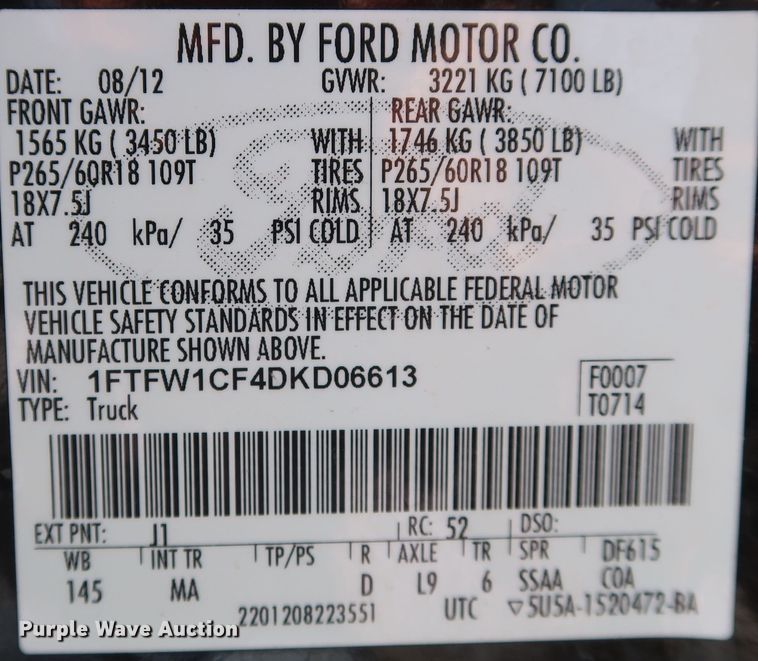 MFD. BY FORD MOTOR CO.
DATE: 08/12 GVWR: 3221 KG ( 7100 LB)
FRONT GAWR: REAR GAWR:
1565 KG ( 3450 LB) WITH 1746 KG ( 3850 LB) WITH
P265/60R18 109T TIRES P265/60R18 109T TIRES
18X7.5J RIMS 18X7.5J RIMS
AT 240 kPa/ 35 PSI COLD AT 240 kPa/ 35 PSI COLD
Ford
THIS VEHICLE CONFORMS TO ALL APPLICABLE FEDERAL MOTOR
VEHICLE SAFETY STANDARDS IN EFFECT ON THE DATE OF
MANUFACTURE SHOWN ABOVE.
VIN: 1FTFW1CF4DKD06613 F0007
TYPE: Truck T0714
EXT PNT: J1 RC: 52 DSO:
WB INT TR TP/PS R AXLE TR SPR DF615
145 MA D L9 6 SSAA COA
2201208223551 UTC ▽5U5A-1520472-BA
Purple Wave Auction